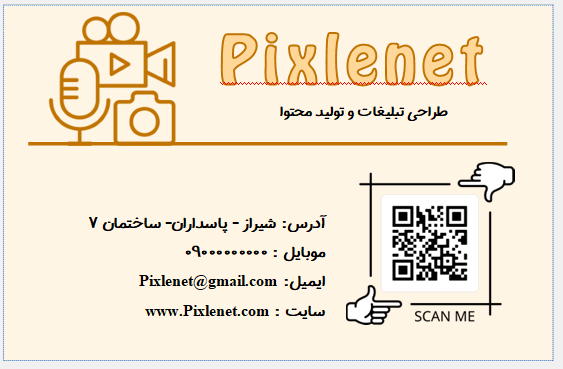 Pixlenet
طراحی تبلیغات و تولید محتوا
آدرس: شیراز - پاسداران- ساختمان ۷
موبایل : ۰۹۰۰۰۰۰۰۰۰۰
ایمیل: Pixlenet@gmail.com
سایت : www.Pixlenet.com
SCAN ME